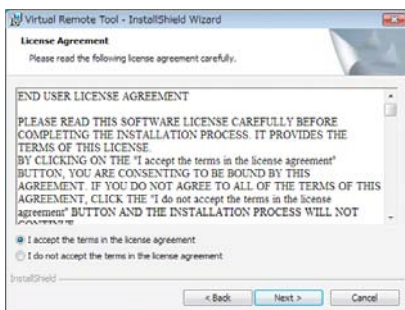 Virtual Remote Tool - InstallShield Wizard
License Agreement
Please read the following license agreement carefully.
END USER LICENSE AGREEMENT
PLEASE READ THIS SOFTWARE LICENSE CAREFULLY BEFORE
COMPLETING THE INSTALLATION PROCESS. IT PROVIDES THE
TERMS OF THIS LICENSE.
BY CLICKING ON THE "I accept the terms in the license agreement"
BUTTON, YOU ARE CONSENTING TO BE BOUND BY THIS
AGREEMENT. IF YOU DO NOT AGREE TO ALL OF THE TERMS OF THIS
AGREEMENT, CLICK THE "I do not accept the terms in the license
agreement" BUTTON AND THE INSTALLATION PROCESS WILL NOT
CONTINUE.
I accept the terms in the license agreement
I do not accept the terms in the license agreement
InstallShield
< Back
Next >
Cancel